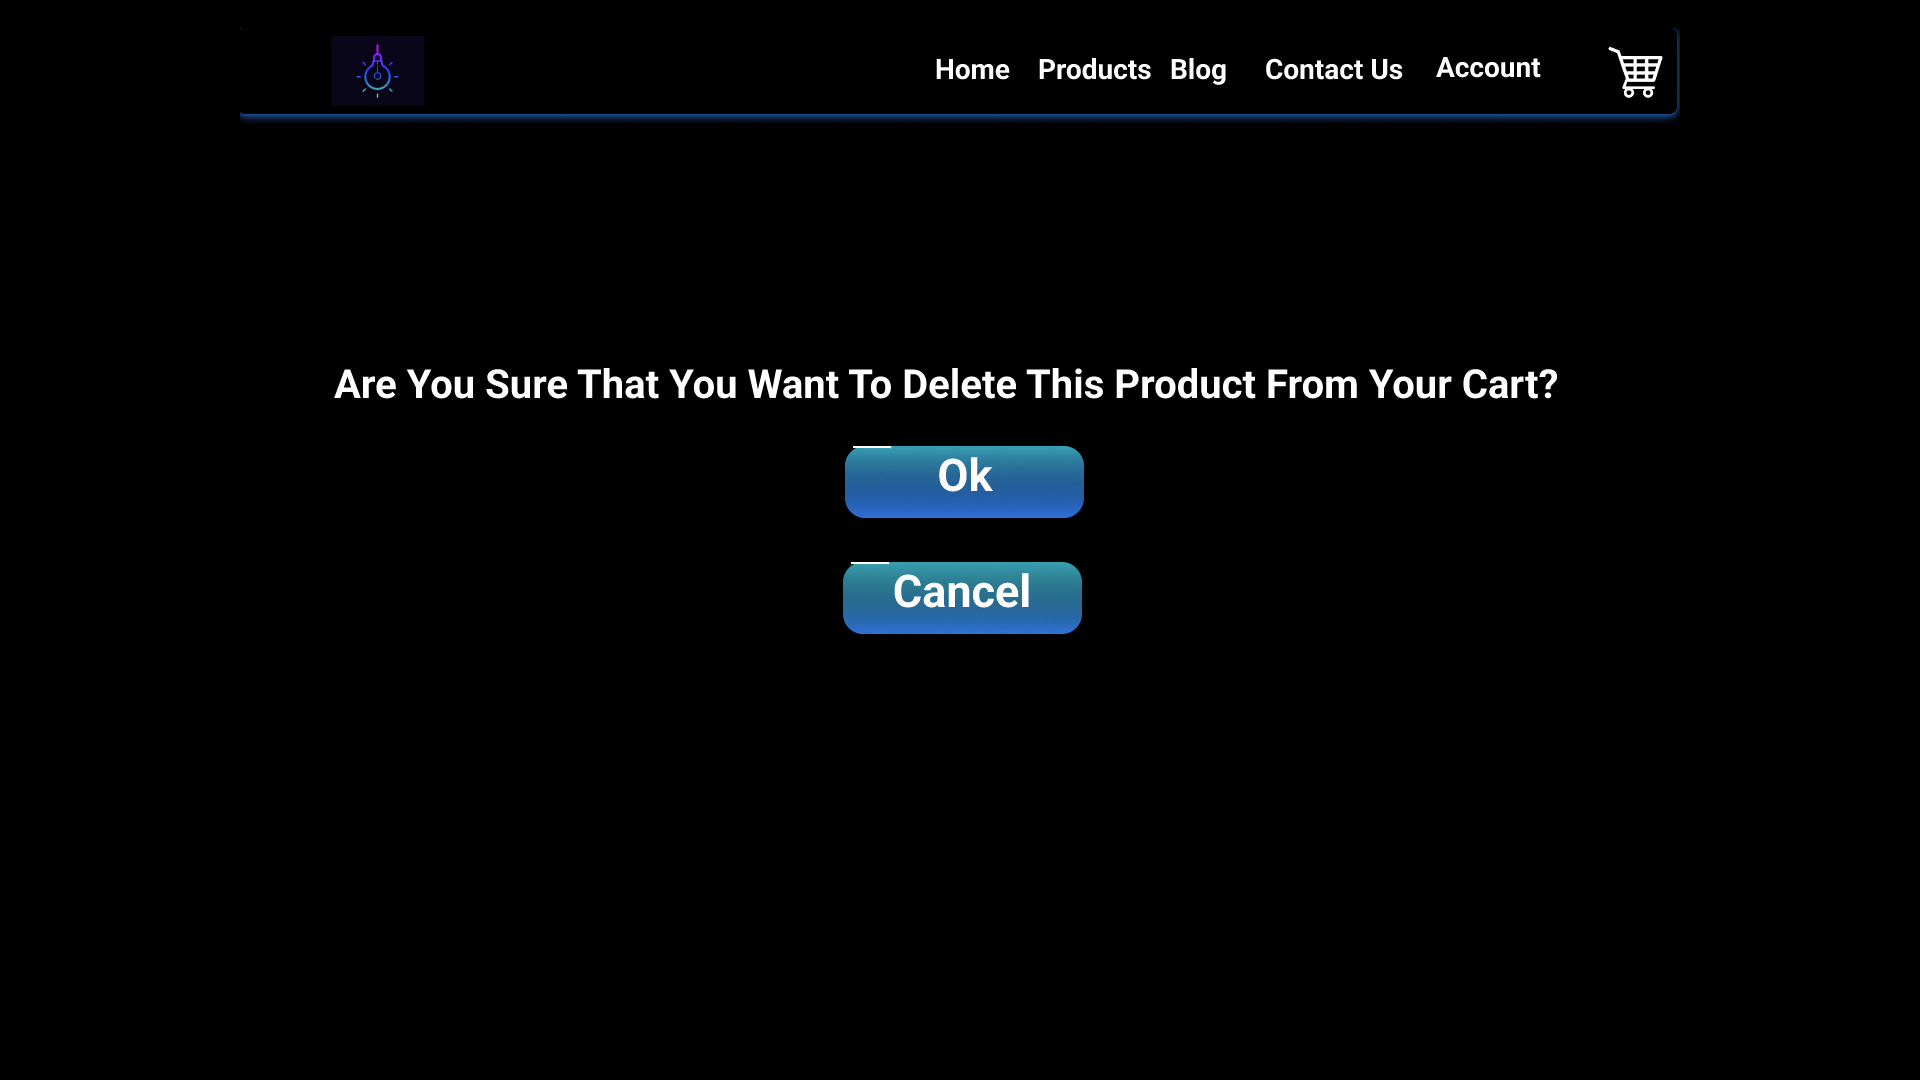 Home Products Blog Contact Us Account
Are You Sure That You Want To Delete This Product From Your Cart?
Ok
Cancel